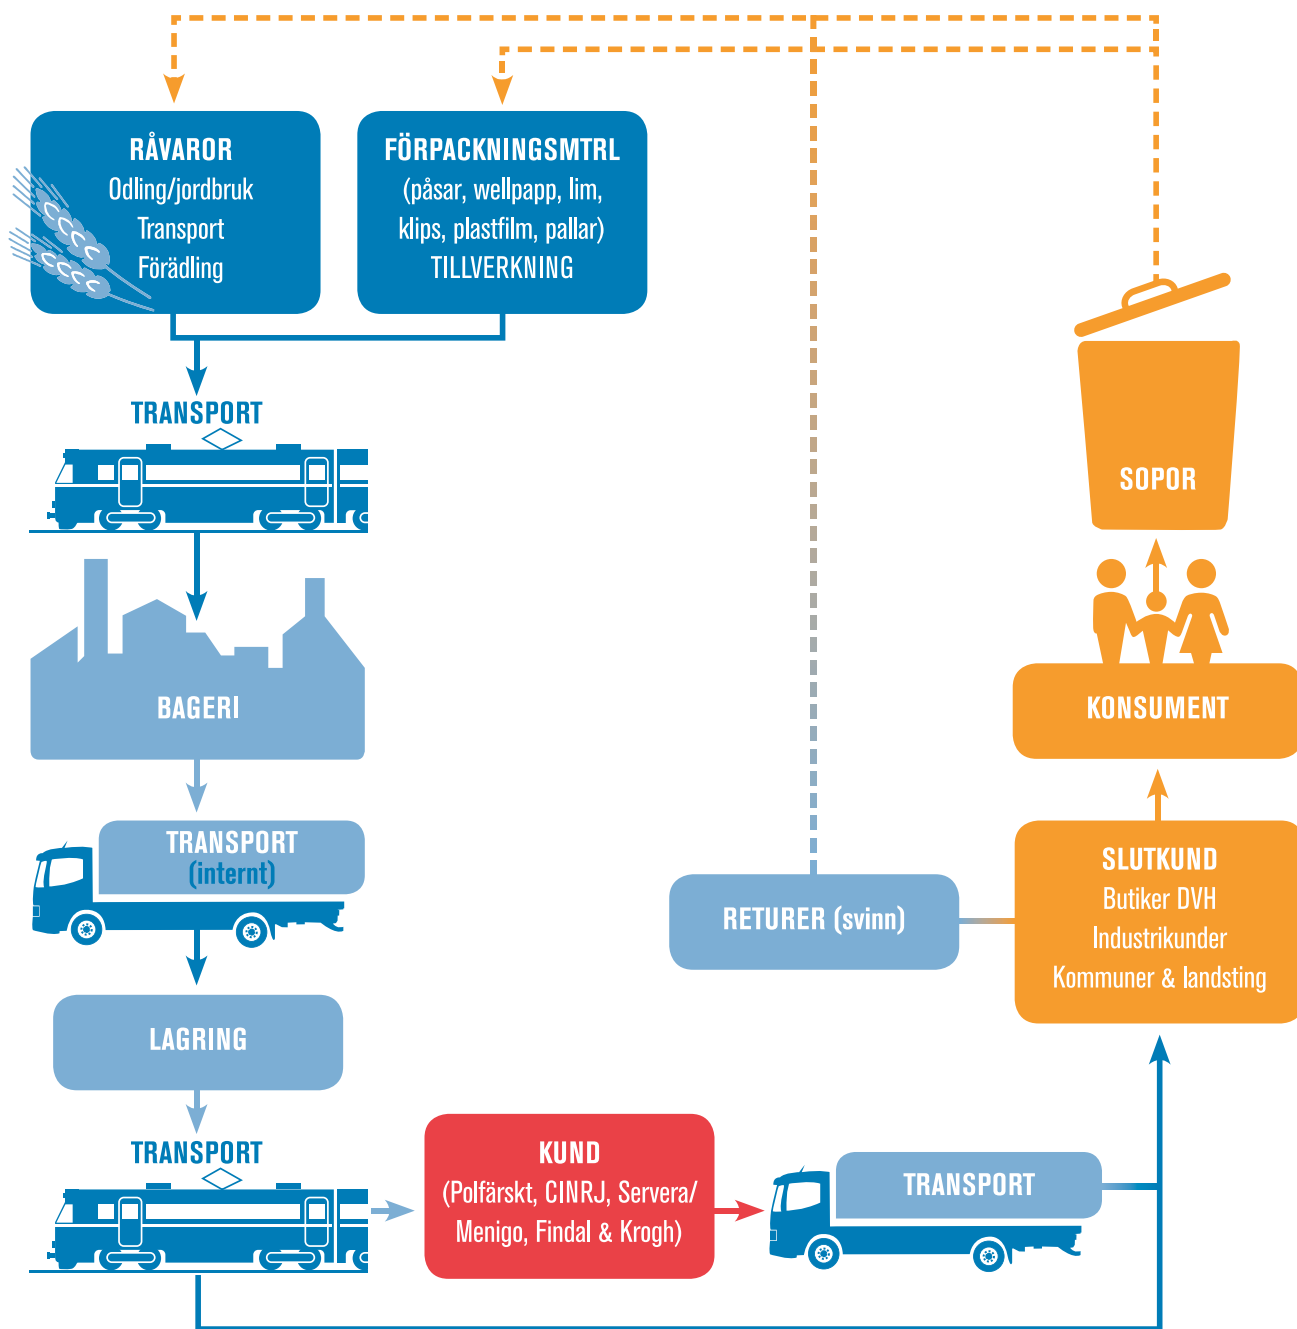 RÅVAROR
Odling/jordbruk
Transport
Förädling
FÖRPACKNINGSMTRL
(påsar, wellpapp, lim,
klips, plastfilm, pallar)
TILLVERKNING
TRANSPORT
BAGERI
TRANSPORT
(internt)
LAGRING
TRANSPORT
KUND
(Polfärskt, CINRJ, Servera/
Menigo, Findal & Krogh)
TRANSPORT
RETURER (svinn)
SLUTKUND
Butiker DVH
Industrikunder
Kommuner & landsting
KONSUMENT
SOPOR